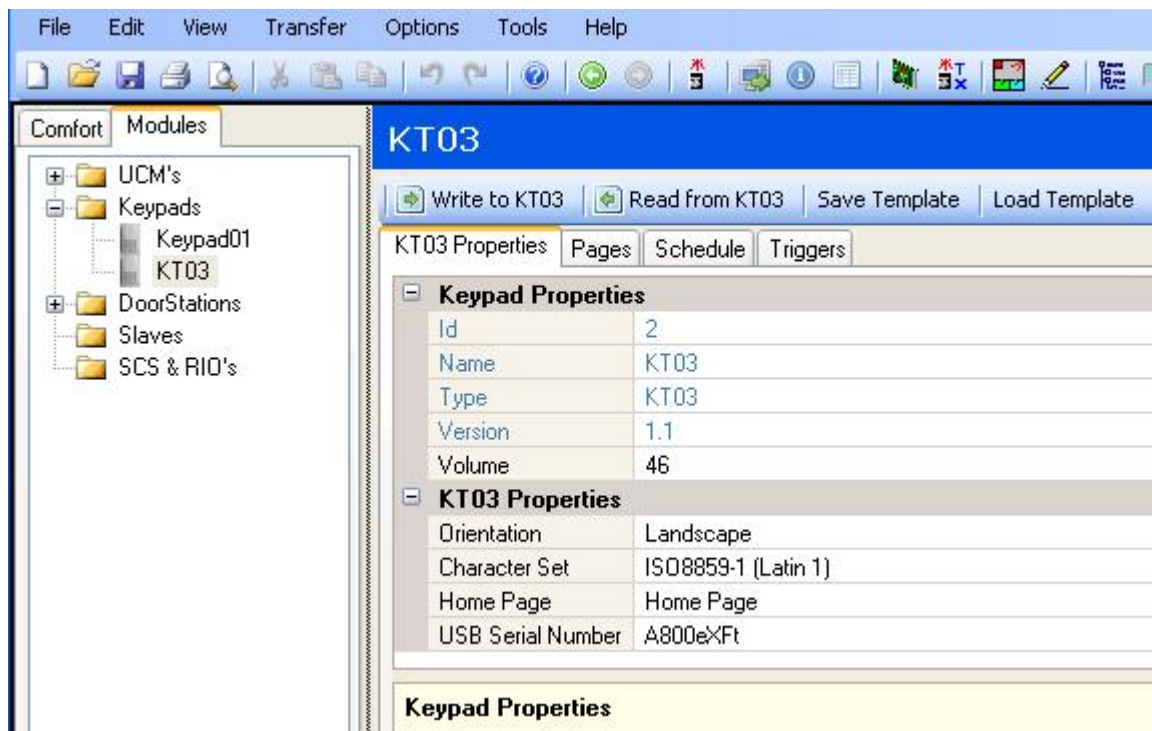 File Edit View Transfer Options Tools Help
Comfort Modules
UCM's
Keypads
Keypad01
KT03
DoorStations
Slaves
SCS & RIO's
KT03
Write to KT03 Read from KT03 Save Template Load Template
KT03 Properties Pages Schedule Triggers
Keypad Properties
Id 2
Name KT03
Type KT03
Version 1.1
Volume 46
KT03 Properties
Orientation Landscape
Character Set ISO8859-1 (Latin 1)
Home Page Home Page
USB Serial Number A800eXFt
Keypad Properties